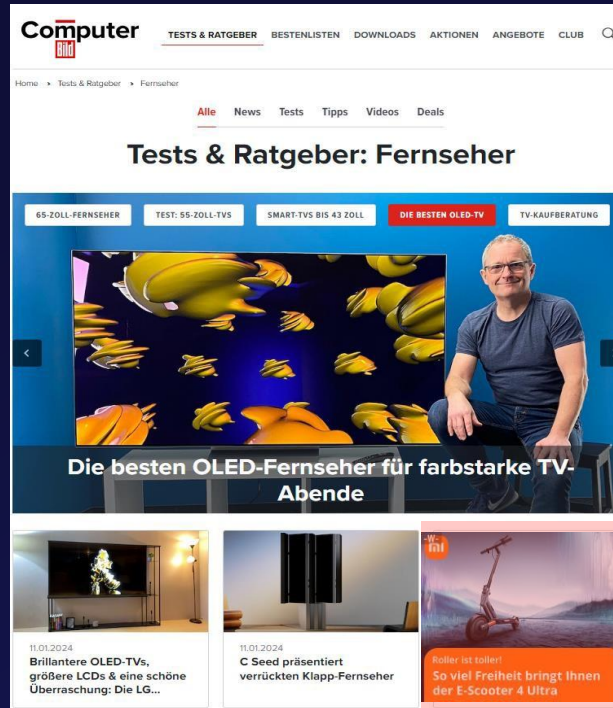 Computer
Bild
TESTS & RATGEBER BESTENLISTEN DOWNLOADS AKTIONEN ANGEBOTE CLUB
Home Tests & Ratgeber Fernseher
Alle News Tests Tipps Videos Deals
Tests & Ratgeber: Fernseher
65-ZOLL-FERNSEHER TEST: 55-ZOLL-TVS SMART-TVS BIS 43 ZOLL DIE BESTEN OLED-TV TV-KAUFBERATUNG
Die besten OLED-Fernseher für farbstarke TV-
Abende
11.01.2024
Brillantere OLED-TVs,
größere LCDs & eine schöne
Überraschung: Die LG...
11.01.2024
C Seed präsentiert
verrückten Klapp-Fernseher
-W-
mi
Roller ist toller!
So viel Freiheit bringt Ihnen
der E-Scooter 4 Ultra